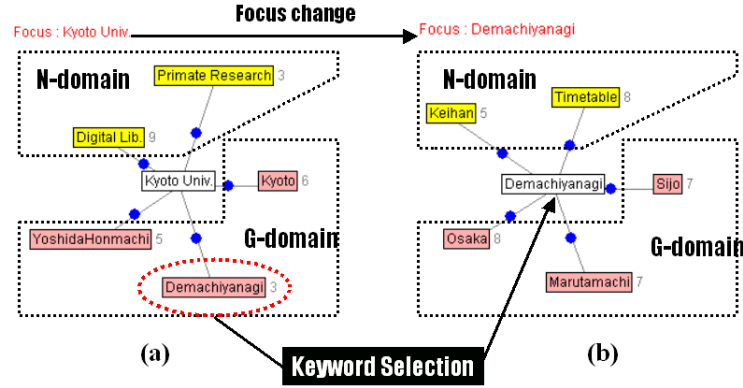 Focus change
Focus : Kyoto Univ.
Focus : Demachiyanagi
N-domain
Primate Research 3
Digital Lib. 9
Kyoto Univ.
Kyoto 6
YoshidaHonmachi 5
G-domain
Demachiyanagi 3
(a)
N-domain
Timetable 8
Keihan 5
Demachiyanagi
Sijo 7
Osaka 8
G-domain
Marutamachi 7
(b)
Keyword Selection